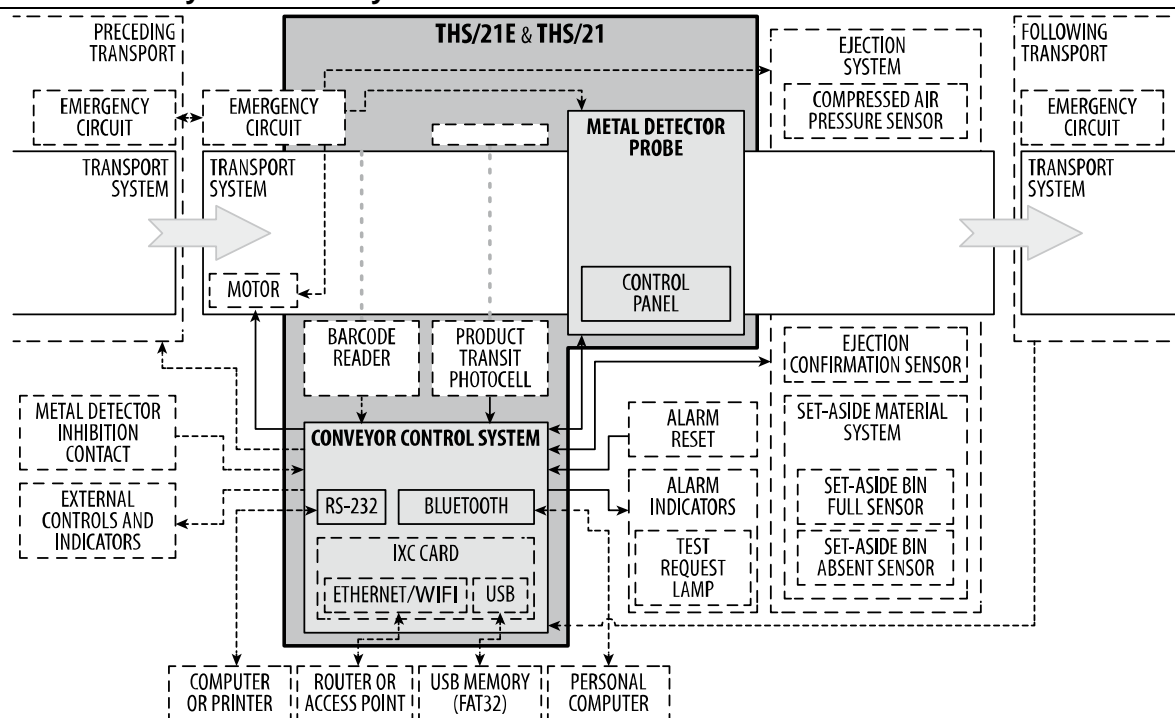 PRECEDING
TRANSPORT
EMERGENCY
CIRCUIT
TRANSPORT
SYSTEM
THS/21E & THS/21
EMERGENCY
CIRCUIT
TRANSPORT
SYSTEM
MOTOR
METAL DETECTOR
PROBE
CONTROL
PANEL
EJECTION
SYSTEM
COMPRESSED AIR
PRESSURE SENSOR
FOLLOWING
TRANSPORT
EMERGENCY
CIRCUIT
TRANSPORT
SYSTEM
BARCODE
READER
PRODUCT
TRANSIT
PHOTOCELL
EJECTION
CONFIRMATION SENSOR
METAL DETECTOR
INHIBITION
CONTACT
EXTERNAL
CONTROLS AND
INDICATORS
CONVEYOR CONTROL SYSTEM
RS-232
BLUETOOTH
IXC CARD
ETHERNET/WIFI
USB
ALARM
RESET
ALARM
INDICATORS
TEST
REQUEST
LAMP
SET-ASIDE MATERIAL
SYSTEM
SET-ASIDE BIN
FULL SENSOR
SET-ASIDE BIN
ABSENT SENSOR
COMPUTER
OR PRINTER
ROUTER OR
ACCESS POINT
USB MEMORY
(FAT32)
PERSONAL
COMPUTER